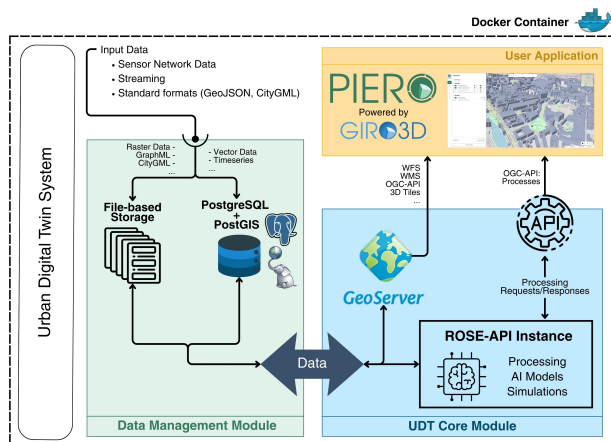 Docker Container
Urban Digital Twin System
Input Data
• Sensor Network Data
• Streaming
• Standard formats (GeoJSON, CityGML)
Raster Data -
GraphML -
CityGML -
...
- Vector Data
- Timeseries
...
File-based
Storage
PostgreSQL
+
PostGIS
Data Management Module
Data
User Application
PIERO
Powered by
GIRO3D
WFS
WMS
OGC-API
3D Tiles
...
OGC-API:
Processes
API
GeoServer
Processing
Requests/Responses
ROSE-API Instance
Processing
AI Models
Simulations
UDT Core Module